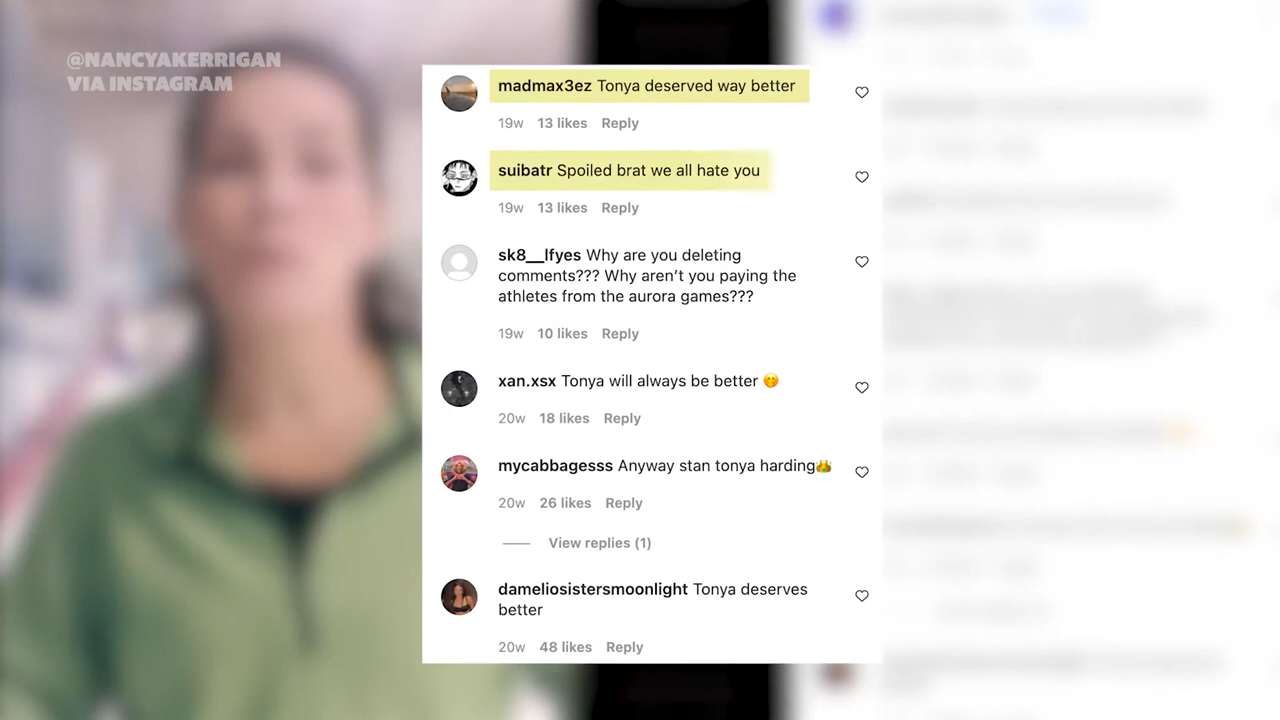 @NANCYAKERRIGAN
VIA INSTAGRAM
madmax3ez Tonya deserved way better
19w 13 likes Reply
suibatr Spoiled brat we all hate you
19w 13 likes Reply
sk8__lfyes Why are you deleting
comments??? Why aren’t you paying the
athletes from the aurora games???
19w 10 likes Reply
xan.xsx Tonya will always be better 🤭
20w 18 likes Reply
mycabbagesss Anyway stan tonya harding👑
20w 26 likes Reply
View replies (1)
dameliosistersmoonlight Tonya deserves
better
20w 48 likes Reply